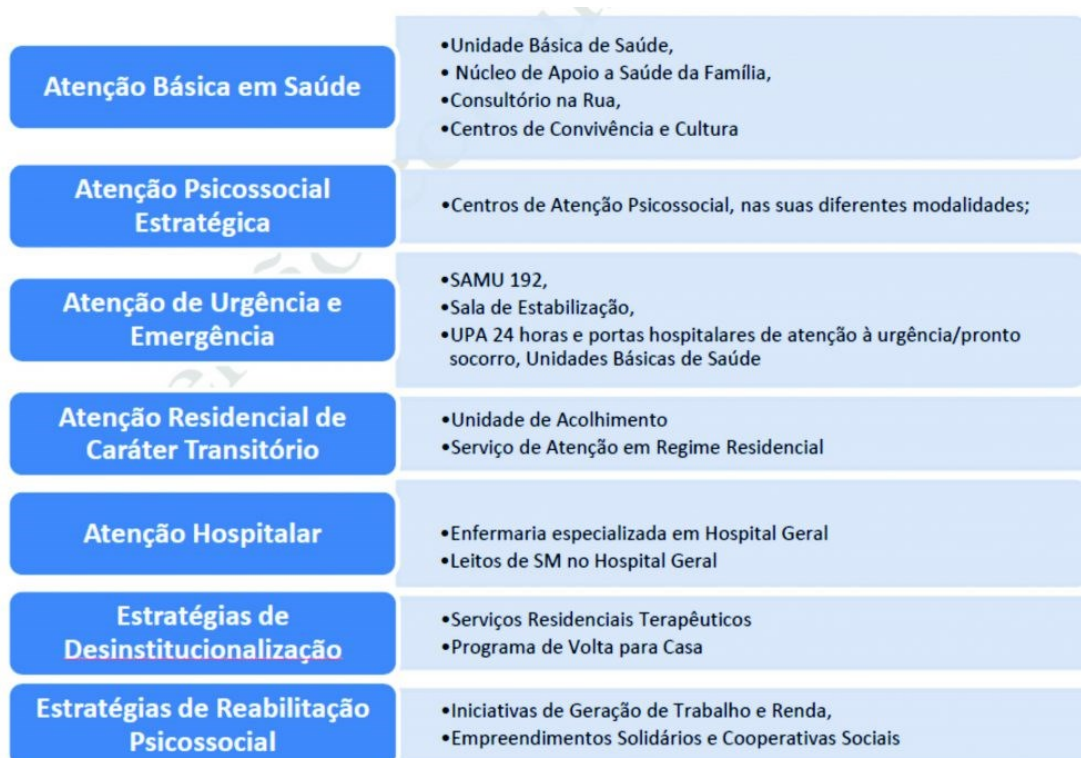 Atenção Básica em Saúde
•Unidade Básica de Saúde,
• Núcleo de Apoio a Saúde da Família,
•Consultório na Rua,
•Centros de Convivência e Cultura
Atenção Psicossocial
Estratégica
•Centros de Atenção Psicossocial, nas suas diferentes modalidades;
Atenção de Urgência e
Emergência
•SAMU 192,
•Sala de Estabilização,
•UPA 24 horas e portas hospitalares de atenção à urgência/pronto
socorro, Unidades Básicas de Saúde
Atenção Residencial de
Caráter Transitório
•Unidade de Acolhimento
•Serviço de Atenção em Regime Residencial
Atenção Hospitalar
•Enfermaria especializada em Hospital Geral
•Leitos de SM no Hospital Geral
Estratégias de
Desinstitucionalização
•Serviços Residenciais Terapêuticos
•Programa de Volta para Casa
Estratégias de Reabilitação
Psicossocial
•Iniciativas de Geração de Trabalho e Renda,
•Empreendimentos Solidários e Cooperativas Sociais